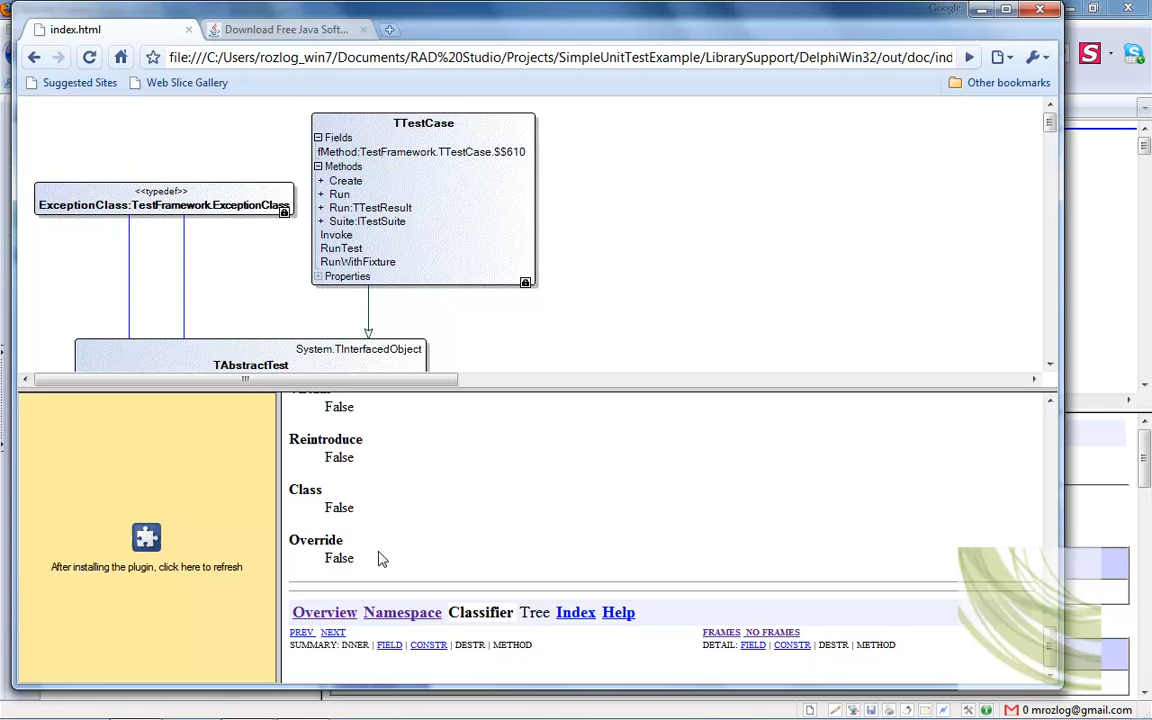 Google
index.html
Download Free Java Soft...
file:///C:/Users/rozlog_win7/Documents/RAD%20Studio/Projects/SimpleUnitTestExample/LibrarySupport/DelphiWin32/out/doc/ind
Suggested Sites
Web Slice Gallery
Other bookmarks
TTestCase
Fields
fMethod:TestFramework.TTestCase.$$610
Methods
+ Create
+ Run
+ Run:TTestResult
+ Suite:ITestSuite
Invoke
RunTest
RunWithFixture
Properties
<<typedef>>
ExceptionClass:TestFramework.ExceptionClass
System.TInterfacedObject
TAbstractTest
False
Reintroduce
False
Class
False
Override
False
After installing the plugin, click here to refresh
Overview Namespace Classifier Tree Index Help
PREV NEXT
FRAMES NO FRAMES
SUMMARY: INNER | FIELD | CONSTR | DESTR | METHOD
DETAIL: FIELD | CONSTR | DESTR | METHOD
0 mrozlog@gmail.com